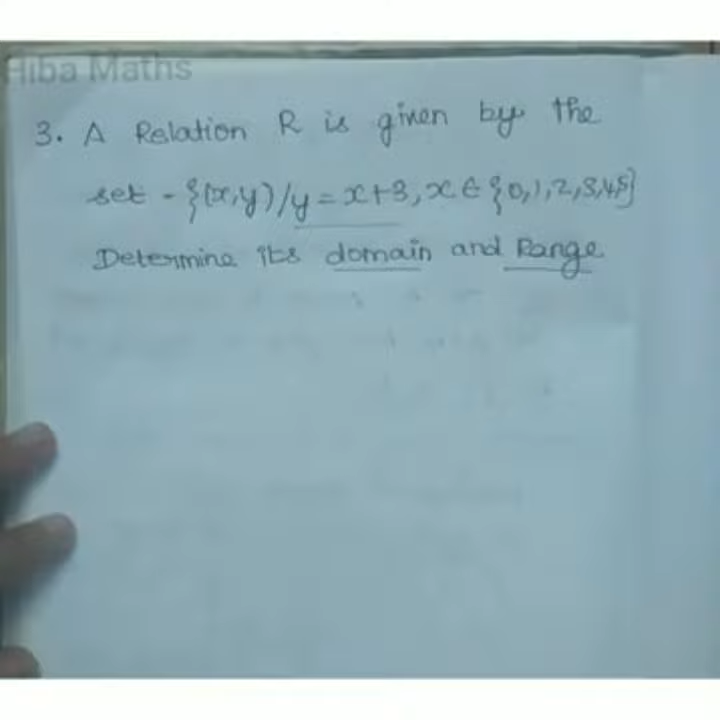 Hiba Maths
3. A Relation R is given by the
set - {(x,y)/y = x+3, x ∈ {0,1,2,3,4,5}
Determine its domain and Range